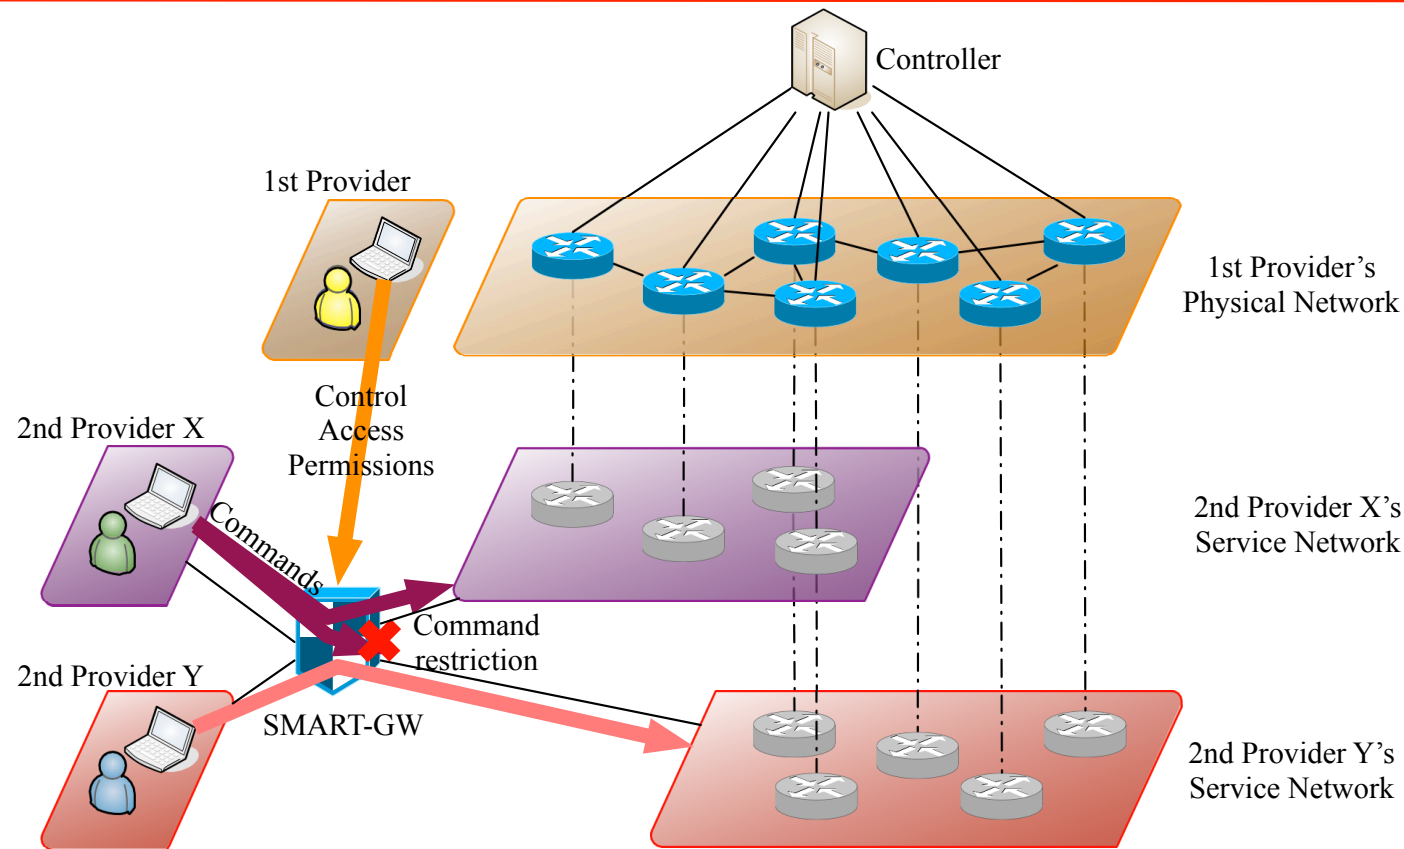 Controller
1st Provider
1st Provider’s
Physical Network
Control
Access
Permissions
2nd Provider X
Commands
2nd Provider X’s
Service Network
Command
restriction
2nd Provider Y
SMART-GW
2nd Provider Y’s
Service Network